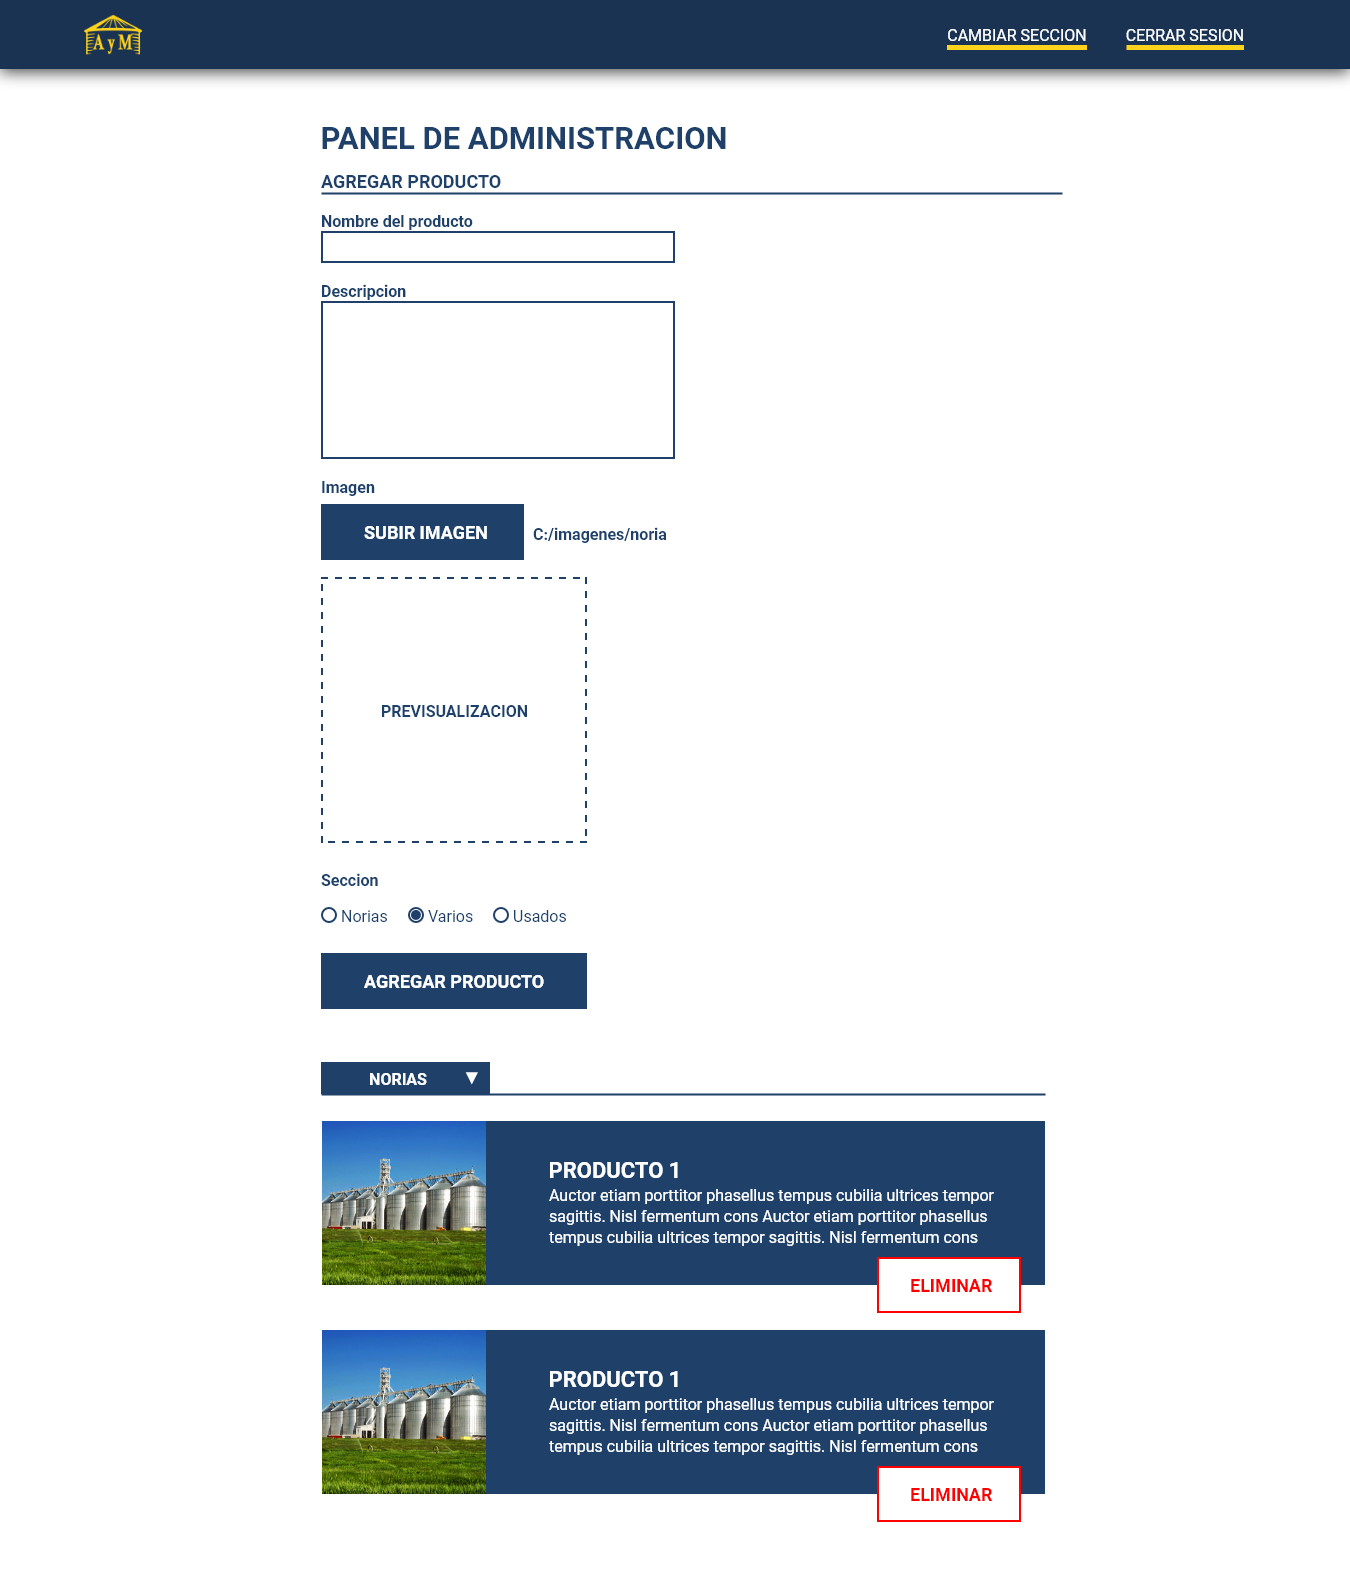 AyM
CAMBIAR SECCION
CERRAR SESION
PANEL DE ADMINISTRACION
AGREGAR PRODUCTO
Nombre del producto
Descripcion
Imagen
SUBIR IMAGEN
C:/imagenes/noria
PREVISUALIZACION
Seccion
Norias
Varios
Usados
AGREGAR PRODUCTO
NORIAS
PRODUCTO 1
Auctor etiam porttitor phasellus tempus cubilia ultrices tempor
sagittis. Nisl fermentum cons Auctor etiam porttitor phasellus
tempus cubilia ultrices tempor sagittis. Nisl fermentum cons
ELIMINAR
PRODUCTO 1
Auctor etiam porttitor phasellus tempus cubilia ultrices tempor
sagittis. Nisl fermentum cons Auctor etiam porttitor phasellus
tempus cubilia ultrices tempor sagittis. Nisl fermentum cons
ELIMINAR